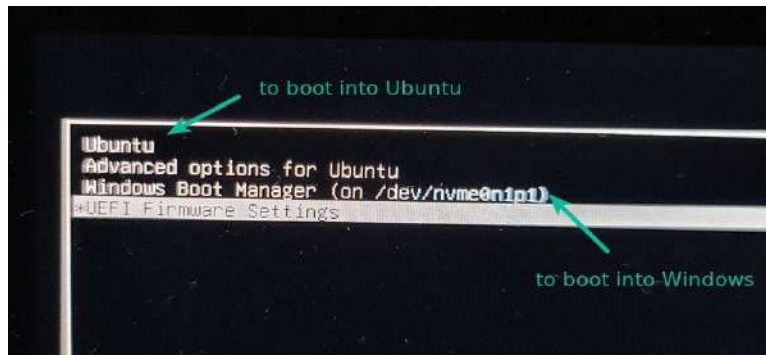 to boot into Ubuntu
Ubuntu
Advanced options for Ubuntu
Windows Boot Manager (on /dev/nvme0n1p1)
*UEFI Firmware Settings
to boot into Windows